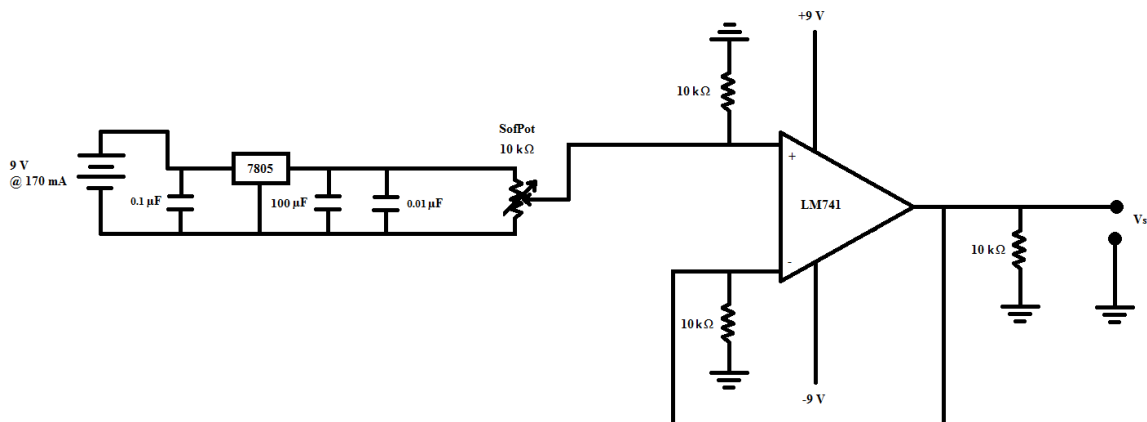 +9 V
10 kΩ
SofPot
10 kΩ
9 V
@ 170 mA
7805
0.1 µF
100 µF
0.01 µF
+
LM741
-
Vs
10 kΩ
10 kΩ
-9 V